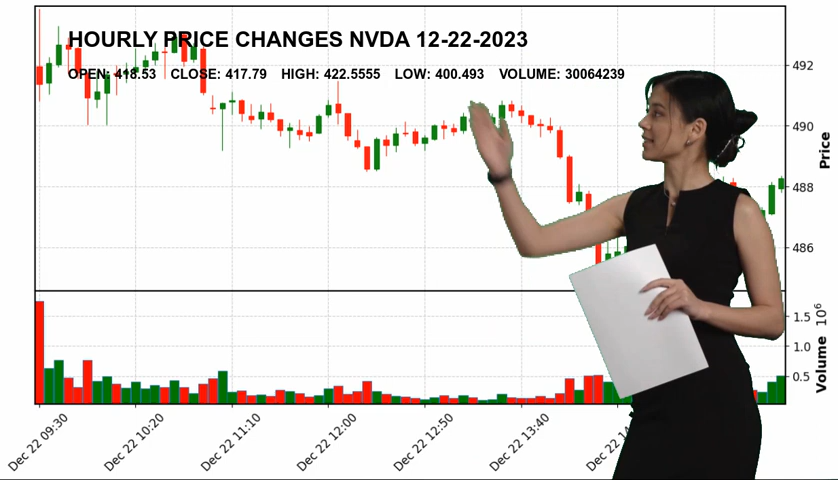 HOURLY PRICE CHANGES NVDA 12-22-2023
OPEN: 418.53 CLOSE: 417.79 HIGH: 422.5555 LOW: 400.493 VOLUME: 30064239
492
490
488
486
Price
1.5
1.0
0.5
Volume 10⁶
Dec 22 09:30
Dec 22 10:20
Dec 22 11:10
Dec 22 12:00
Dec 22 12:50
Dec 22 13:40
Dec 22